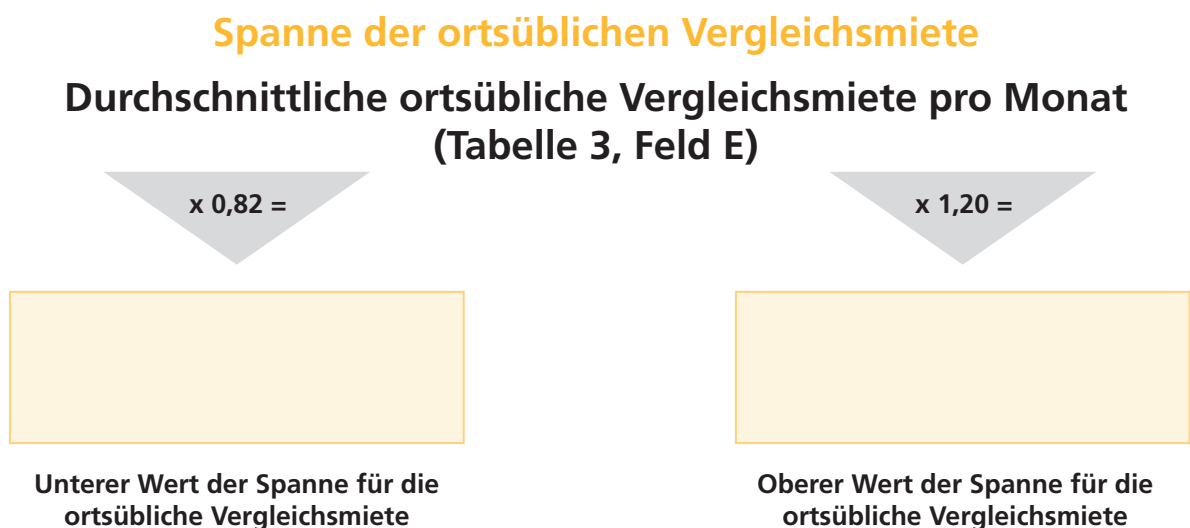 Spanne der ortsüblichen Vergleichsmiete
Durchschnittliche ortsübliche Vergleichsmiete pro Monat
(Tabelle 3, Feld E)
x 0,82 =
x 1,20 =
Unterer Wert der Spanne für die
ortsübliche Vergleichsmiete
Oberer Wert der Spanne für die
ortsübliche Vergleichsmiete